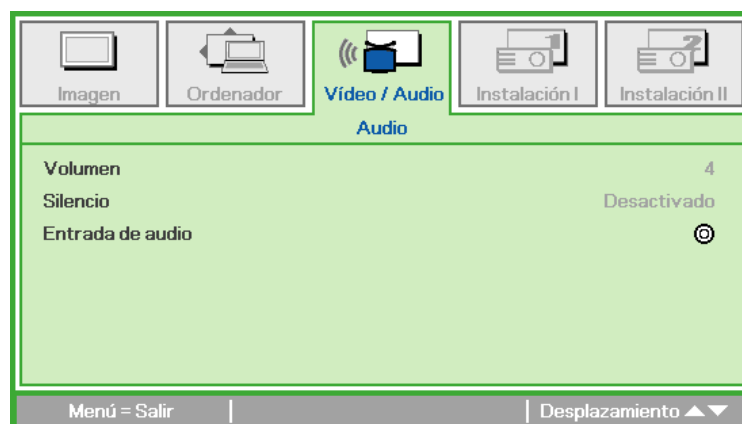 Imagen Ordenador Vídeo / Audio Instalación I Instalación II
Audio
Volumen 4
Silencio Desactivado
Entrada de audio
Menú = Salir Desplazamiento ▲▼